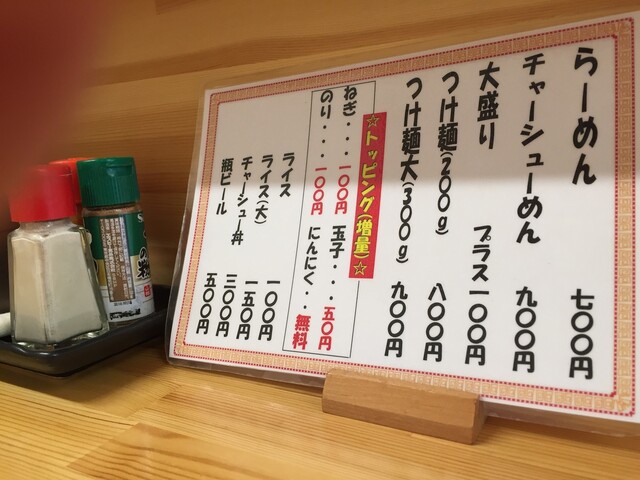 らーめん 七〇〇円
チャーシューめん 九〇〇円
大盛り プラス一〇〇円
つけ麺(200g) 八〇〇円
つけ麺大(300g) 九〇〇円
☆トッピング(増量)☆
ねぎ・・・一〇〇円 玉子・・・五〇円
のり・・・一〇〇円 にんにく・・無料
ライス 一〇〇円
ライス(大) 一五〇円
チャーシュー丼 三〇〇円
瓶ビール 五〇〇円